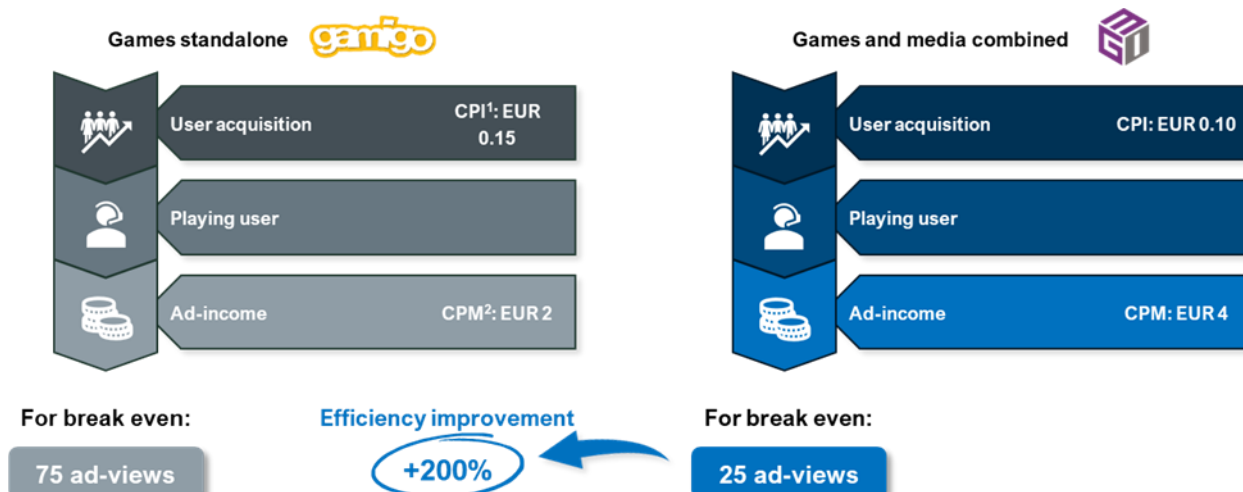 Games standalone gamigo
User acquisition CPI¹: EUR
0.15
Playing user
Ad-income CPM²: EUR 2
For break even:
75 ad-views
Efficiency improvement
+200%
Games and media combined MGI
User acquisition CPI: EUR 0.10
Playing user
Ad-income CPM: EUR 4
For break even:
25 ad-views